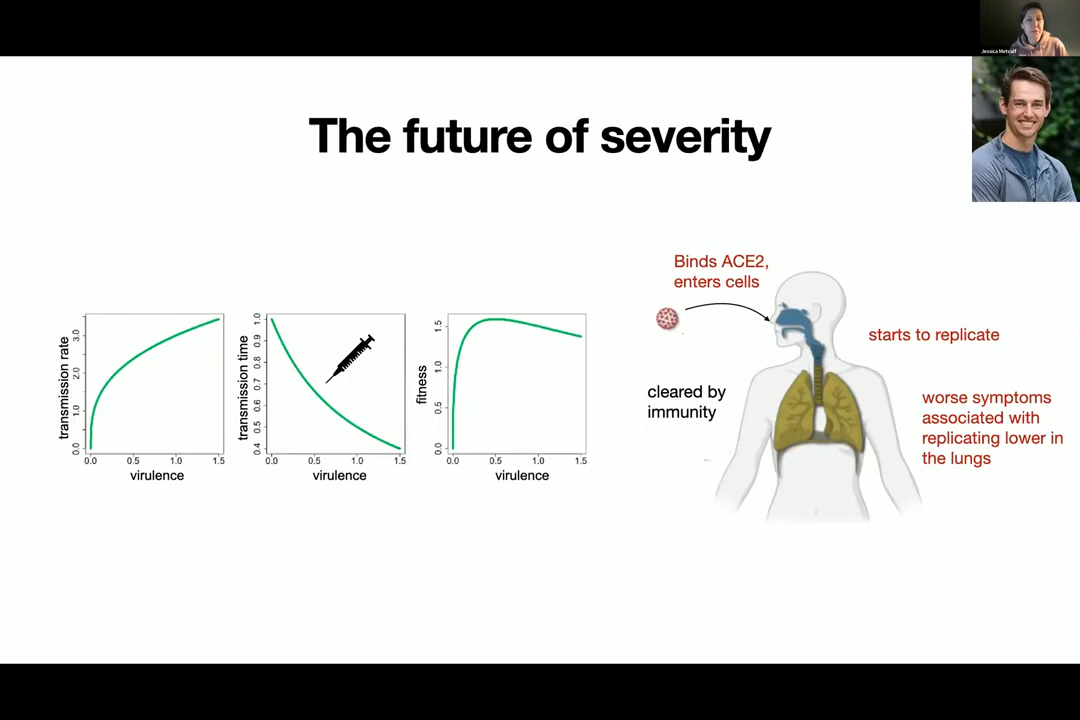 Jessica Metcalf
The future of severity
Binds ACE2,
enters cells
starts to replicate
cleared by
immunity
worse symptoms
associated with
replicating lower in
the lungs
transmission rate
0.0 1.0 2.0 3.0
0.0 0.5 1.0 1.5
virulence
transmission time
0.4 0.5 0.6 0.7 0.8 0.9 1.0
0.0 0.5 1.0 1.5
virulence
fitness
0.0 0.5 1.0 1.5
0.0 0.5 1.0 1.5
virulence